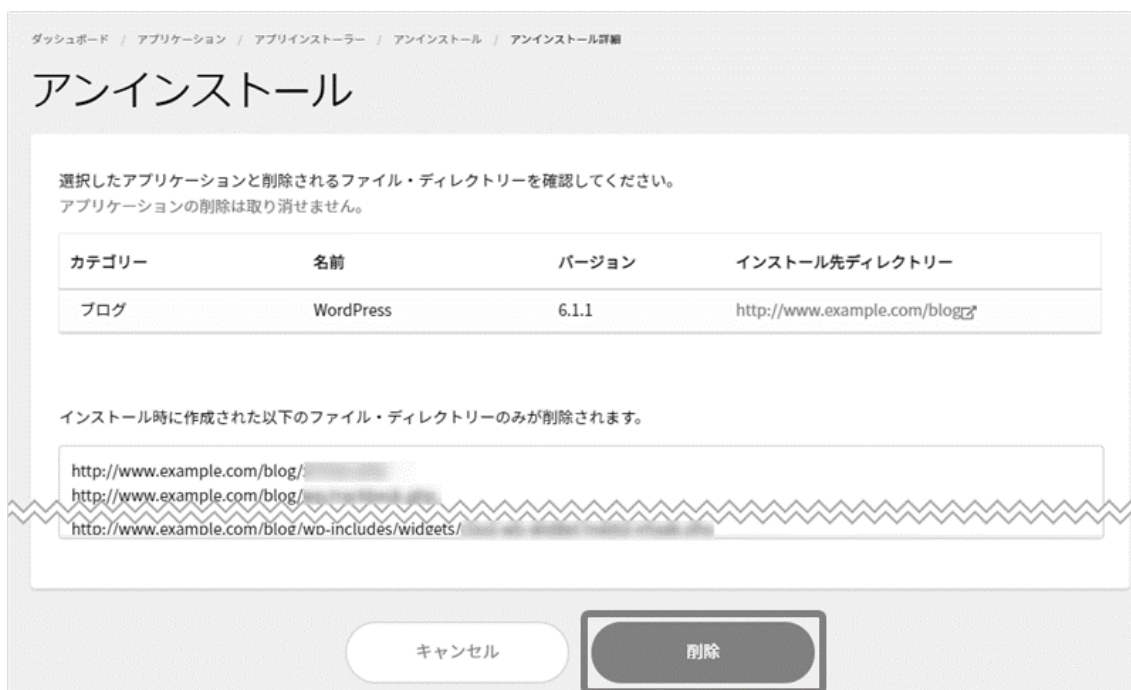 ダッシュボード / アプリケーション / アプリインストーラー / アンインストール / アンインストール詳細
アンインストール
選択したアプリケーションと削除されるファイル・ディレクトリーを確認してください。
アプリケーションの削除は取り消せません。
カテゴリー 名前 バージョン インストール先ディレクトリー
ブログ WordPress 6.1.1 http://www.example.com/blog
インストール時に作成された以下のファイル・ディレクトリーのみが削除されます。
http://www.example.com/blog/
http://www.example.com/blog/
http://www.example.com/blog/wp-includes/widgets/
キャンセル 削除